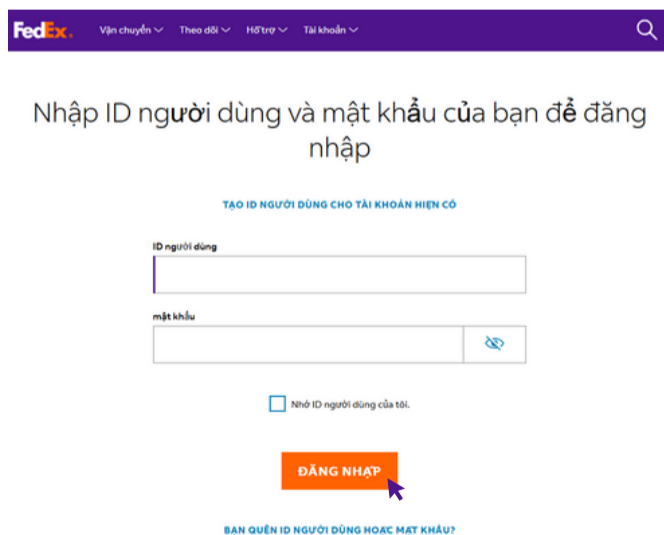 FedEx. Vận chuyển Theo dõi Hỗ trợ Tài khoản
Nhập ID người dùng và mật khẩu của bạn để đăng
nhập
TẠO ID NGƯỜI DÙNG CHO TÀI KHOẢN HIỆN CÓ
ID người dùng
mật khẩu
Nhớ ID người dùng của tôi.
ĐĂNG NHẬP
BẠN QUÊN ID NGƯỜI DÙNG HOẶC MẬT KHẨU?